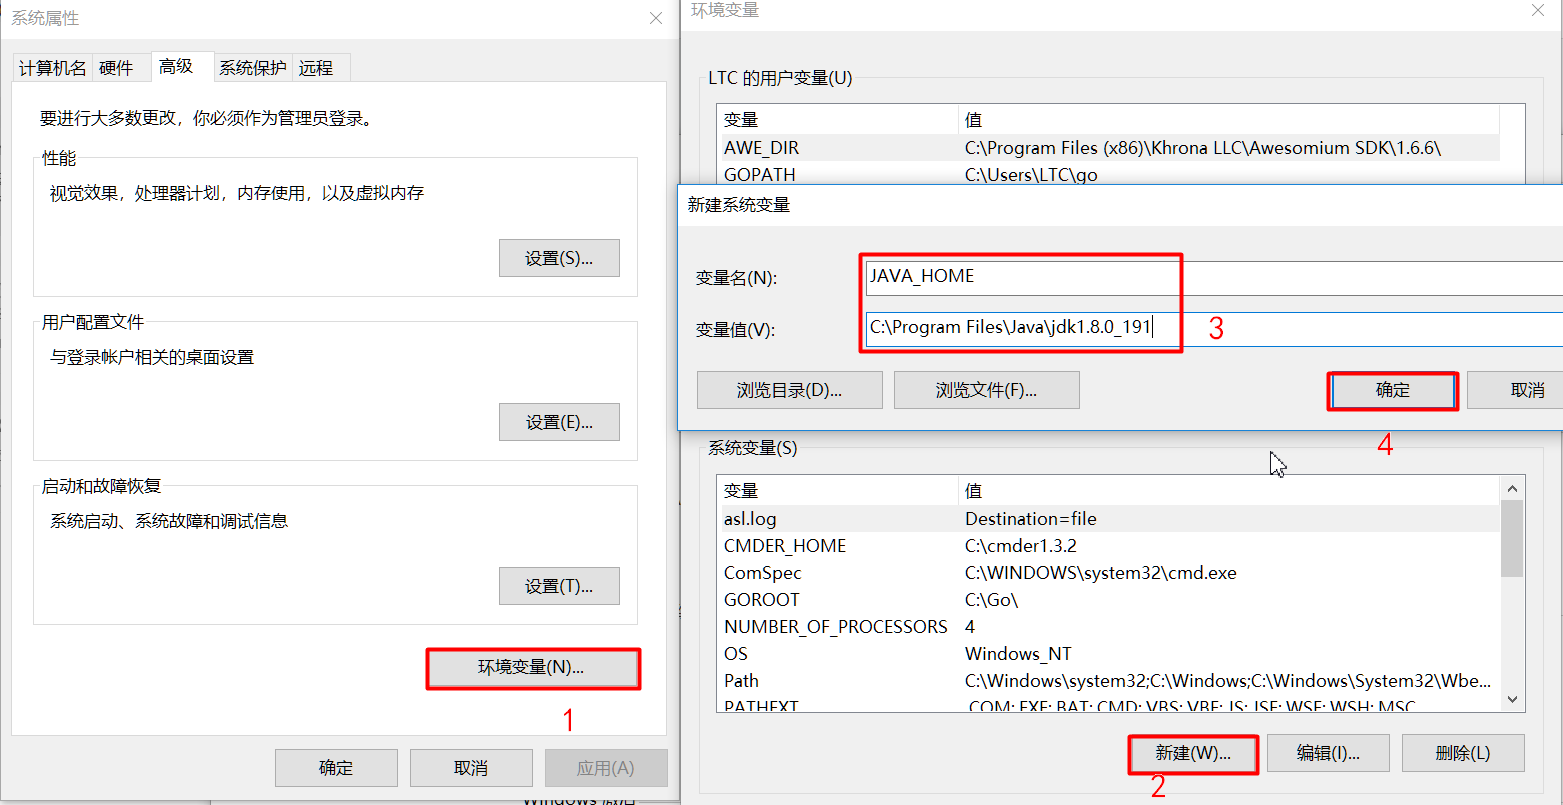 系统属性
计算机名 硬件 高级 系统保护 远程
要进行大多数更改，你必须作为管理员登录。
性能
视觉效果，处理器计划，内存使用，以及虚拟内存
设置(S)...
用户配置文件
与登录帐户相关的桌面设置
设置(E)...
启动和故障恢复
系统启动、系统故障和调试信息
设置(T)...
环境变量(N)...
1
确定 取消 应用(A)
环境变量
LTC 的用户变量(U)
变量 值
AWE_DIR C:\Program Files (x86)\Khrona LLC\Awesomium SDK\1.6.6\
GOPATH C:\Users\LTC\go
新建系统变量
变量名(N): JAVA_HOME
变量值(V): C:\Program Files\Java\jdk1.8.0_191
3
浏览目录(D)... 浏览文件(F)... 确定 取消
4
系统变量(S)
变量 值
asl.log Destination=file
CMDER_HOME C:\cmder1.3.2
ComSpec C:\WINDOWS\system32\cmd.exe
GOROOT C:\Go\
NUMBER_OF_PROCESSORS 4
OS Windows_NT
Path C:\Windows\system32;C:\Windows;C:\Windows\System32\Wbe...
PATHEXT .COM;.EXE;.BAT;.CMD;.VBS;.VBE;.JS;.JSE;.WSF;.WSH;.MSC
新建(W)... 编辑(I)... 删除(L)
2
Windows 激活